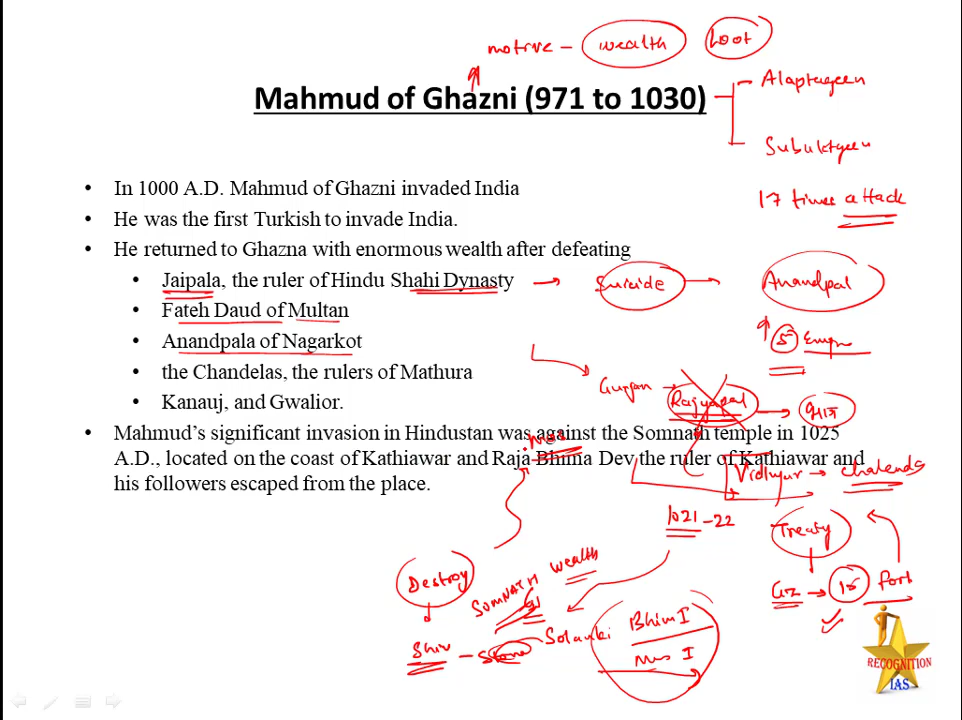 motive – wealth Loot
Mahmud of Ghazni (971 to 1030)
Alaptageen
Subuktgeen
17 times attack
• In 1000 A.D. Mahmud of Ghazni invaded India
• He was the first Turkish to invade India.
• He returned to Ghazna with enormous wealth after defeating
• Jaipala, the ruler of Hindu Shahi Dynasty → Suicide → Anandpal
• Fateh Daud of Multan
• Anandpala of Nagarkot
• the Chandelas, the rulers of Mathura
Rajyapal
• Kanauj, and Gwalior.
• Mahmud's significant invasion in Hindustan was against the Somnath temple in 1025
A.D., located on the coast of Kathiawar and Raja Bhima Dev the ruler of Kathiawar and
his followers escaped from the place.
1021-22
Treaty
Destroy
SOMNATH wealth
15 fort
Solanki Bhim I
Shiv – Stone
RECOGNITION
IAS